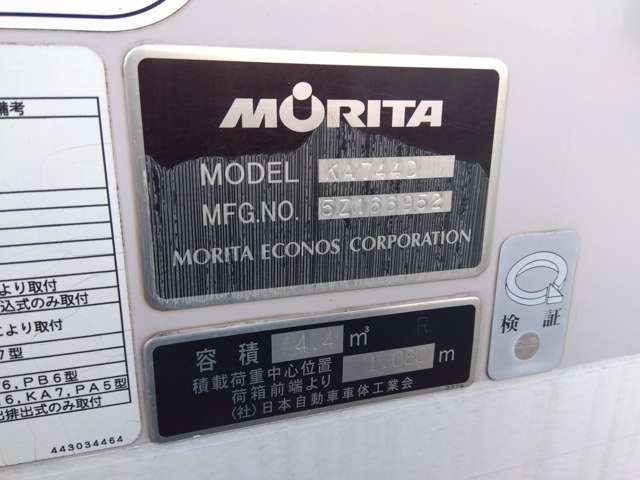 備考
より取付
込式のみ取付
により取付
7型
6,PB6型
6,KA7,PA5型
出排出式のみ取付
443034464
MORITA
MODEL KA744D
MFG.NO. 5Z166952
MORITA ECONOS CORPORATION
検 証
容 積 4.4 m³ R
積載荷重中心位置
荷箱前端より m
(社)日本自動車車体工業会